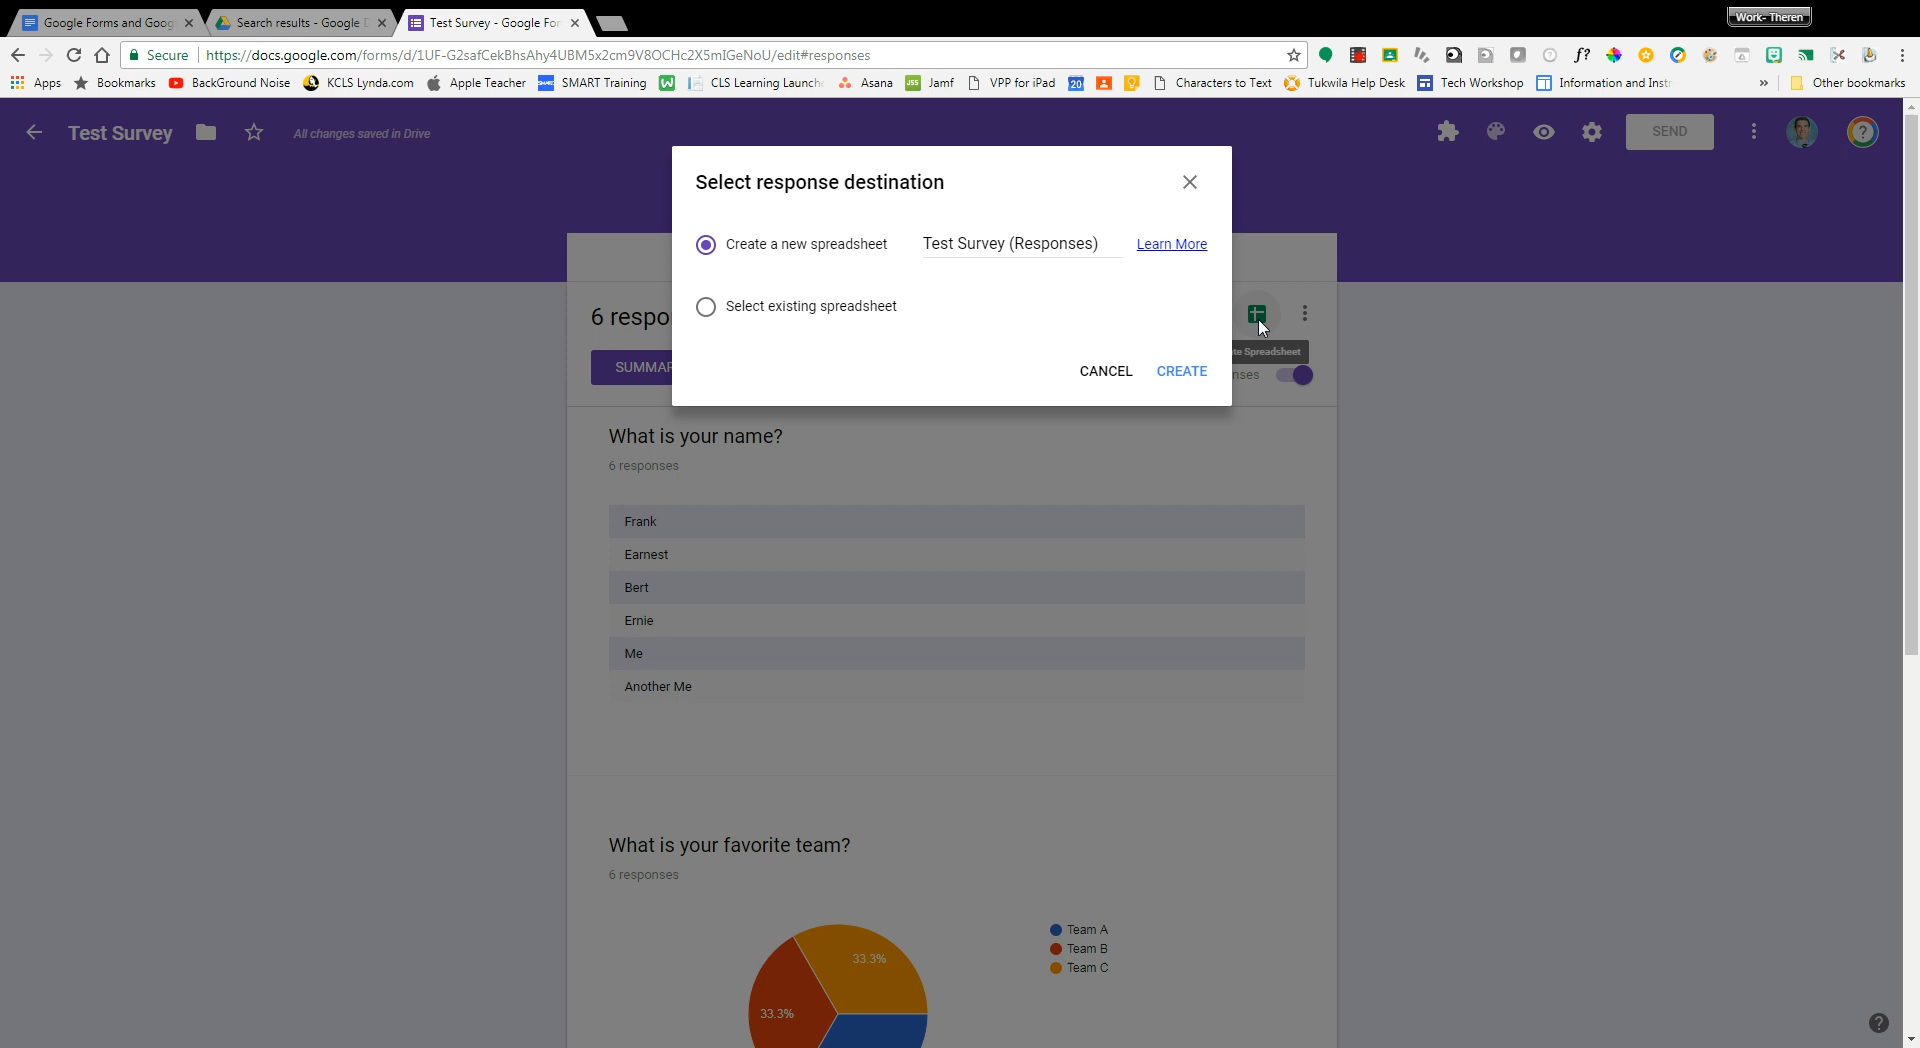 Work- Theren
Google Forms and Goog
Search results - Google D
Test Survey - Google For
Secure https://docs.google.com/forms/d/1UF-G2safCekBhsAhy4UBM5x2cm9V8OCHc2X5mIGeNoU/edit#responses
f?
Apps Bookmarks BackGround Noise KCLS Lynda.com Apple Teacher SMART Training CLS Learning Launch Asana JSS Jamf VPP for iPad 20 Characters to Text Tukwila Help Desk Tech Workshop Information and Inst » Other bookmarks
Test Survey All changes saved in Drive SEND
Select response destination
Create a new spreadsheet Test Survey (Responses) Learn More
Select existing spreadsheet
6 respo
te Spreadsheet
SUMMAR
CANCEL CREATE
nses
What is your name?
6 responses
Frank
Earnest
Bert
Ernie
Me
Another Me
What is your favorite team?
6 responses
Team A
Team B
Team C
33.3%
33.3%